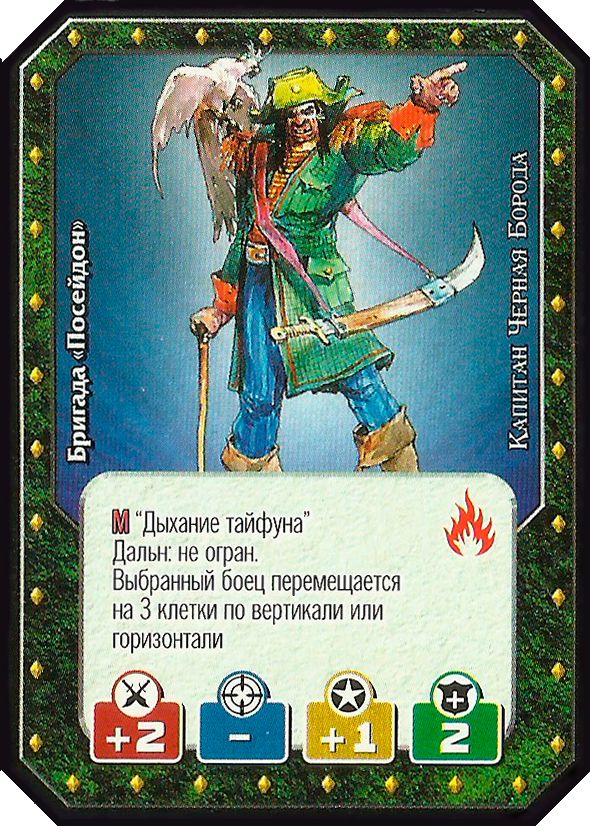 Бригада «Посейдон»
Капитан Черная Борода
М "Дыхание тайфуна"
Дальн: не огран.
Выбранный боец перемещается
на 3 клетки по вертикали или
горизонтали
+2
-
+1
2